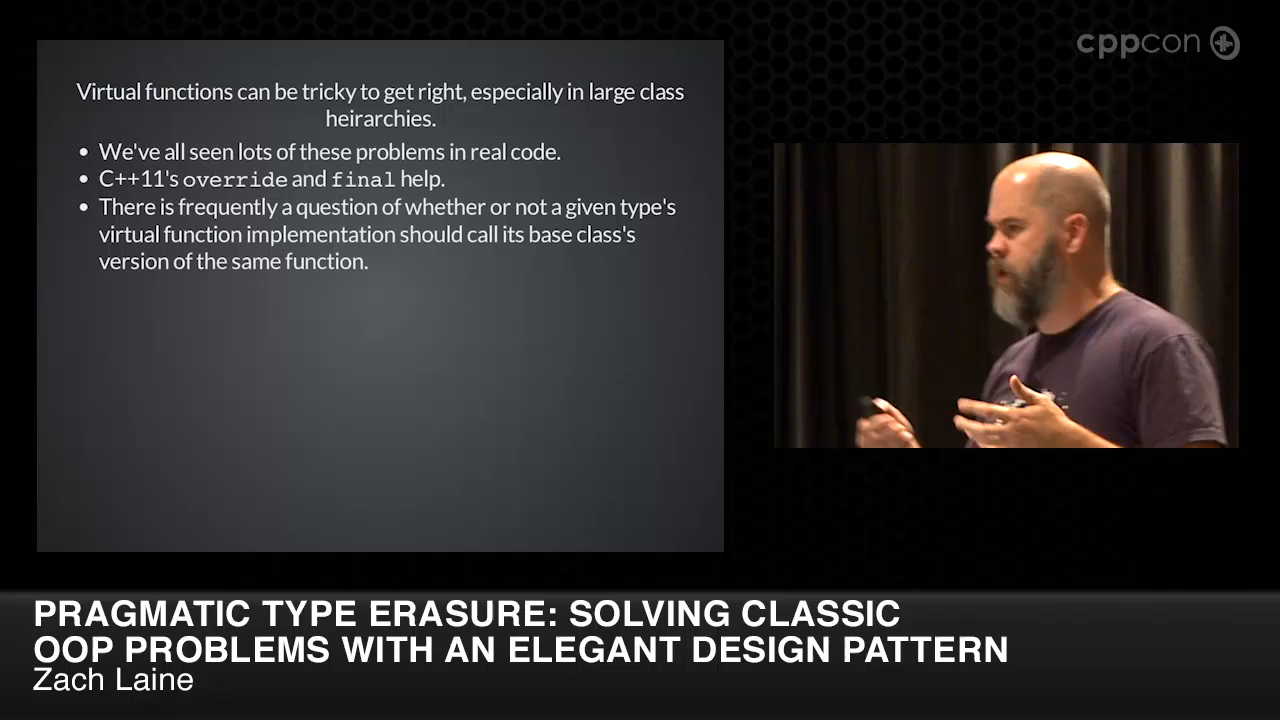 cppcon
Virtual functions can be tricky to get right, especially in large class
heirarchies.
• We've all seen lots of these problems in real code.
• C++11's override and final help.
• There is frequently a question of whether or not a given type's
virtual function implementation should call its base class's
version of the same function.
PRAGMATIC TYPE ERASURE: SOLVING CLASSIC
OOP PROBLEMS WITH AN ELEGANT DESIGN PATTERN
Zach Laine